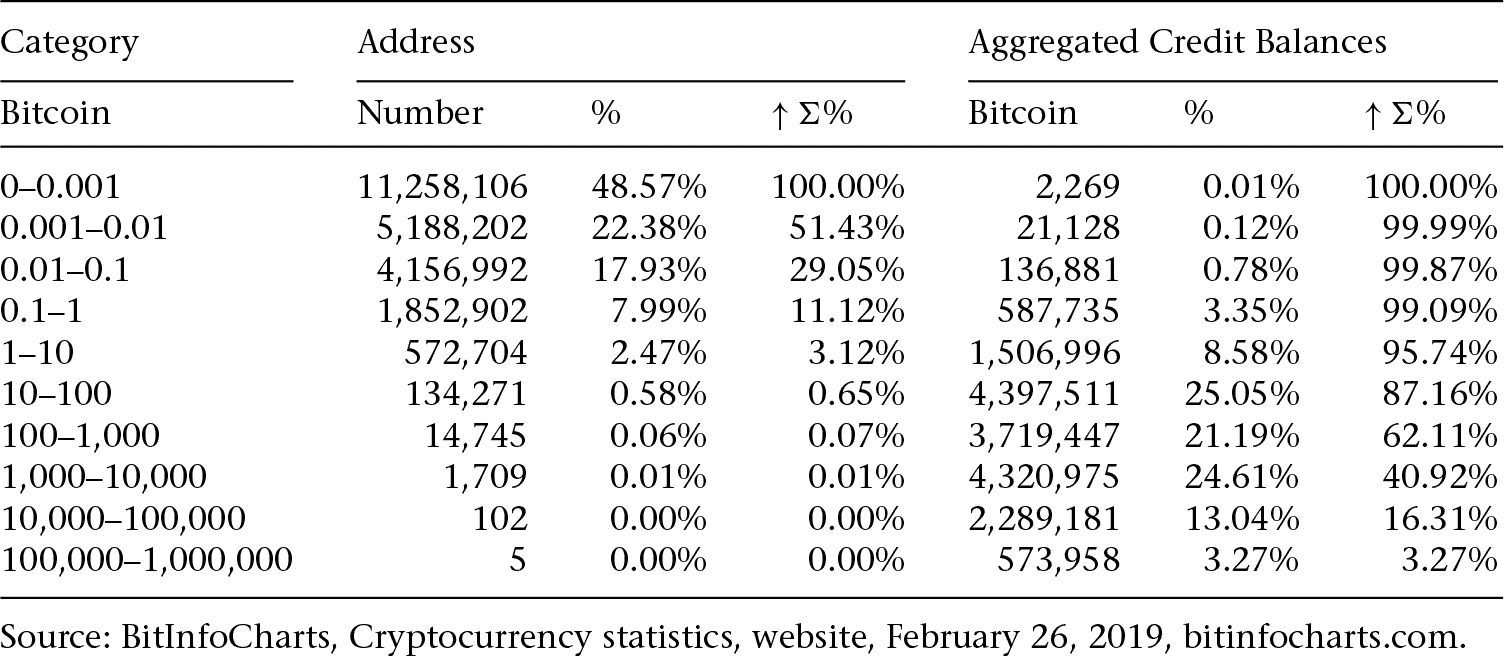 Category Address Aggregated Credit Balances
Bitcoin Number % ↑ Σ% Bitcoin % ↑ Σ%
0–0.001 11,258,106 48.57% 100.00% 2,269 0.01% 100.00%
0.001–0.01 5,188,202 22.38% 51.43% 21,128 0.12% 99.99%
0.01–0.1 4,156,992 17.93% 29.05% 136,881 0.78% 99.87%
0.1–1 1,852,902 7.99% 11.12% 587,735 3.35% 99.09%
1–10 572,704 2.47% 3.12% 1,506,996 8.58% 95.74%
10–100 134,271 0.58% 0.65% 4,397,511 25.05% 87.16%
100–1,000 14,745 0.06% 0.07% 3,719,447 21.19% 62.11%
1,000–10,000 1,709 0.01% 0.01% 4,320,975 24.61% 40.92%
10,000–100,000 102 0.00% 0.00% 2,289,181 13.04% 16.31%
100,000–1,000,000 5 0.00% 0.00% 573,958 3.27% 3.27%
Source: BitInfoCharts, Cryptocurrency statistics, website, February 26, 2019, bitinfocharts.com.